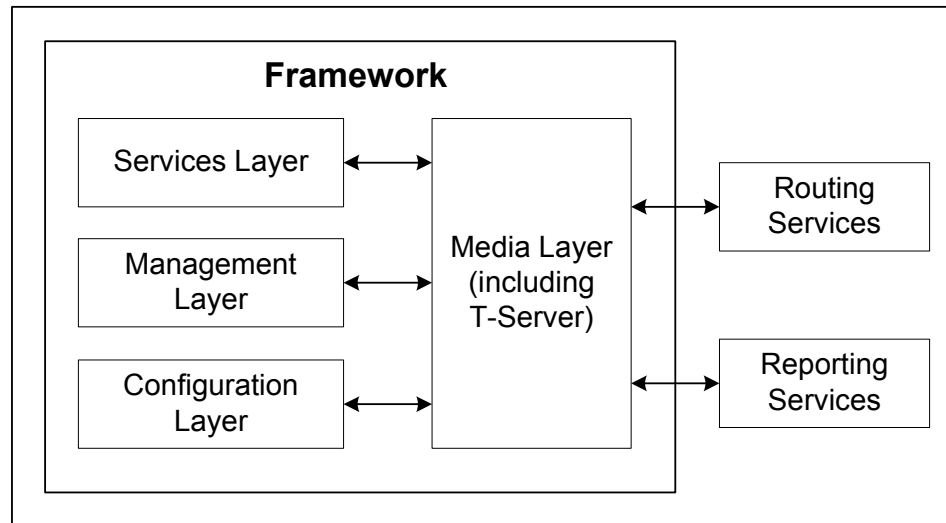 Framework
Services Layer
Management
Layer
Configuration
Layer
Media Layer
(including
T-Server)
Routing
Services
Reporting
Services